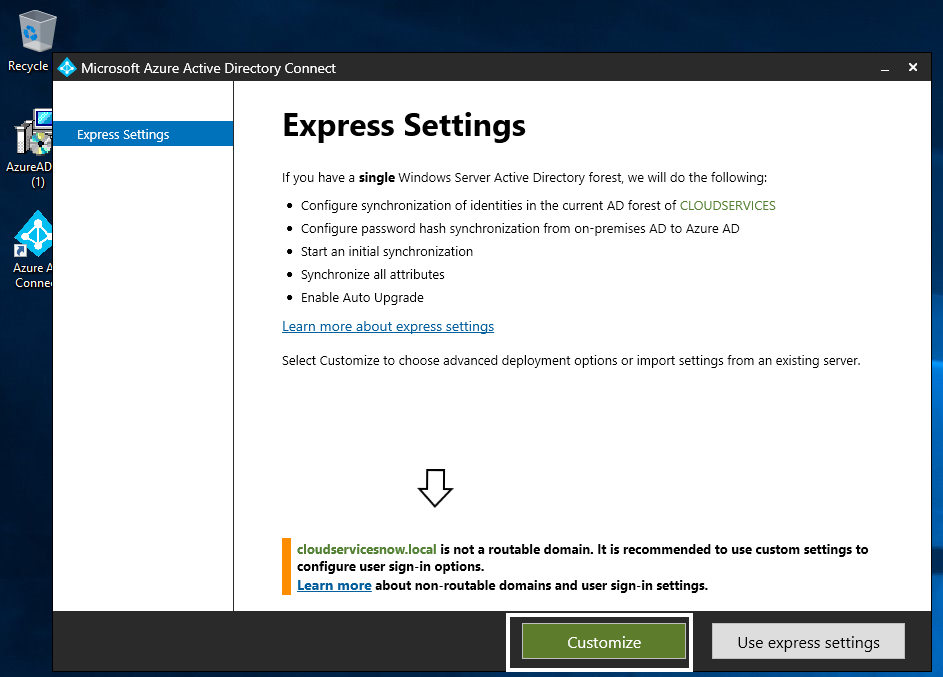 Recycle
Microsoft Azure Active Directory Connect
AzureAD
(1)
Azure A
Connec
Express Settings
Express Settings
If you have a single Windows Server Active Directory forest, we will do the following:
• Configure synchronization of identities in the current AD forest of CLOUDSERVICES
• Configure password hash synchronization from on-premises AD to Azure AD
• Start an initial synchronization
• Synchronize all attributes
• Enable Auto Upgrade
Learn more about express settings
Select Customize to choose advanced deployment options or import settings from an existing server.
cloudservicesnow.local is not a routable domain. It is recommended to use custom settings to
configure user sign-in options.
Learn more about non-routable domains and user sign-in settings.
Customize
Use express settings